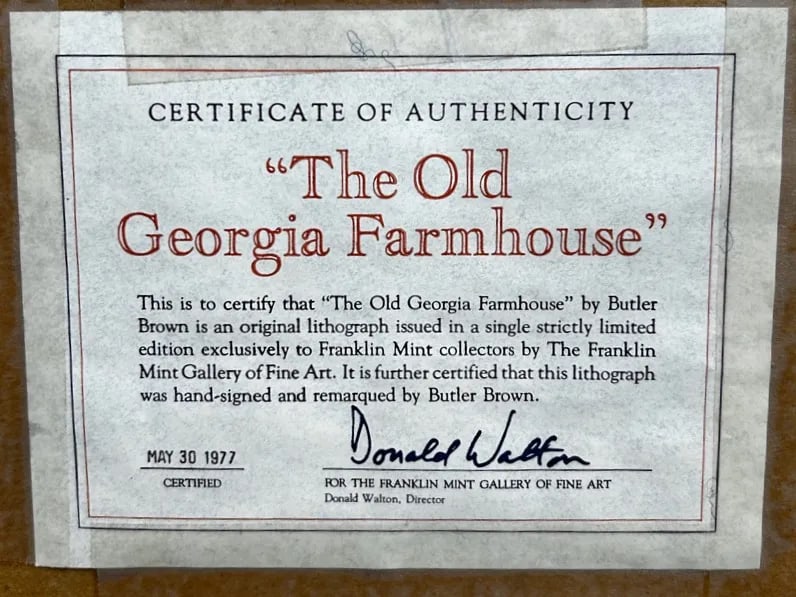 CERTIFICATE OF AUTHENTICITY
“The Old
Georgia Farmhouse”
This is to certify that “The Old Georgia Farmhouse” by Butler
Brown is an original lithograph issued in a single strictly limited
edition exclusively to Franklin Mint collectors by The Franklin
Mint Gallery of Fine Art. It is further certified that this lithograph
was hand-signed and remarqued by Butler Brown.
Donald Walton
MAY 30 1977
CERTIFIED
FOR THE FRANKLIN MINT GALLERY OF FINE ART
Donald Walton, Director